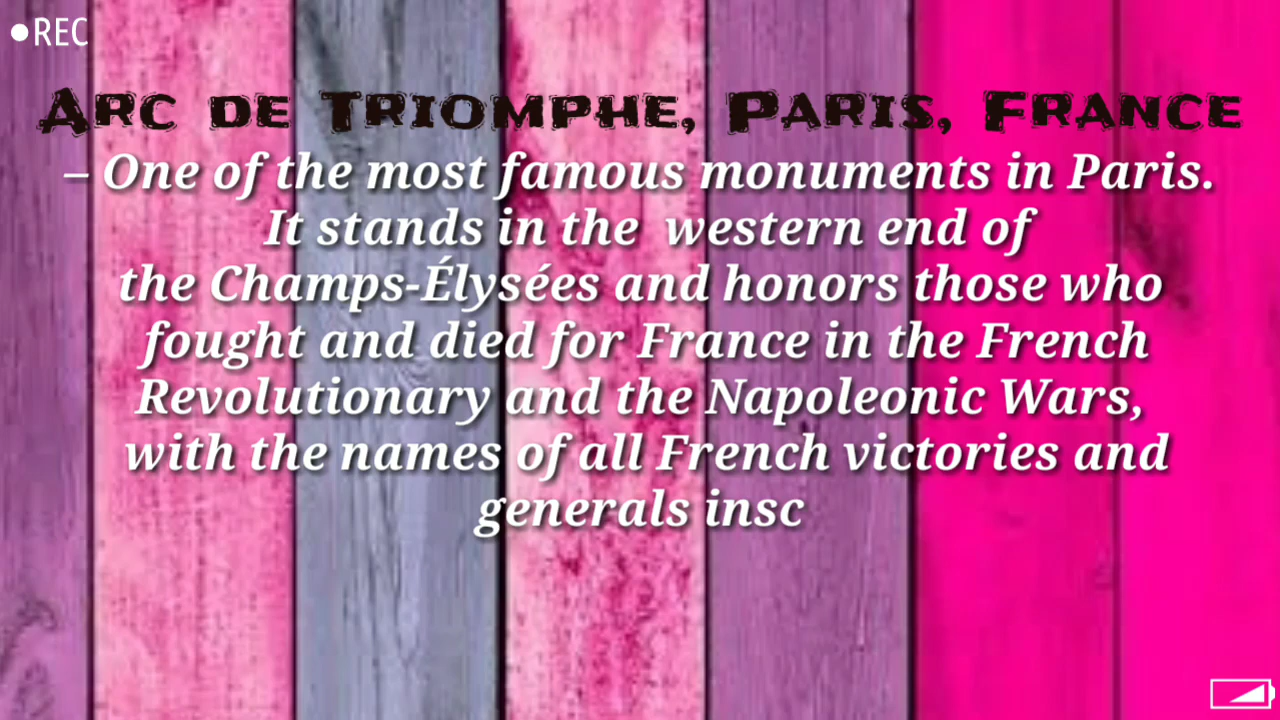 ●REC
Arc de Triomphe, Paris, France
– One of the most famous monuments in Paris.
It stands in the western end of
the Champs-Élysées and honors those who
fought and died for France in the French
Revolutionary and the Napoleonic Wars,
with the names of all French victories and
generals insc